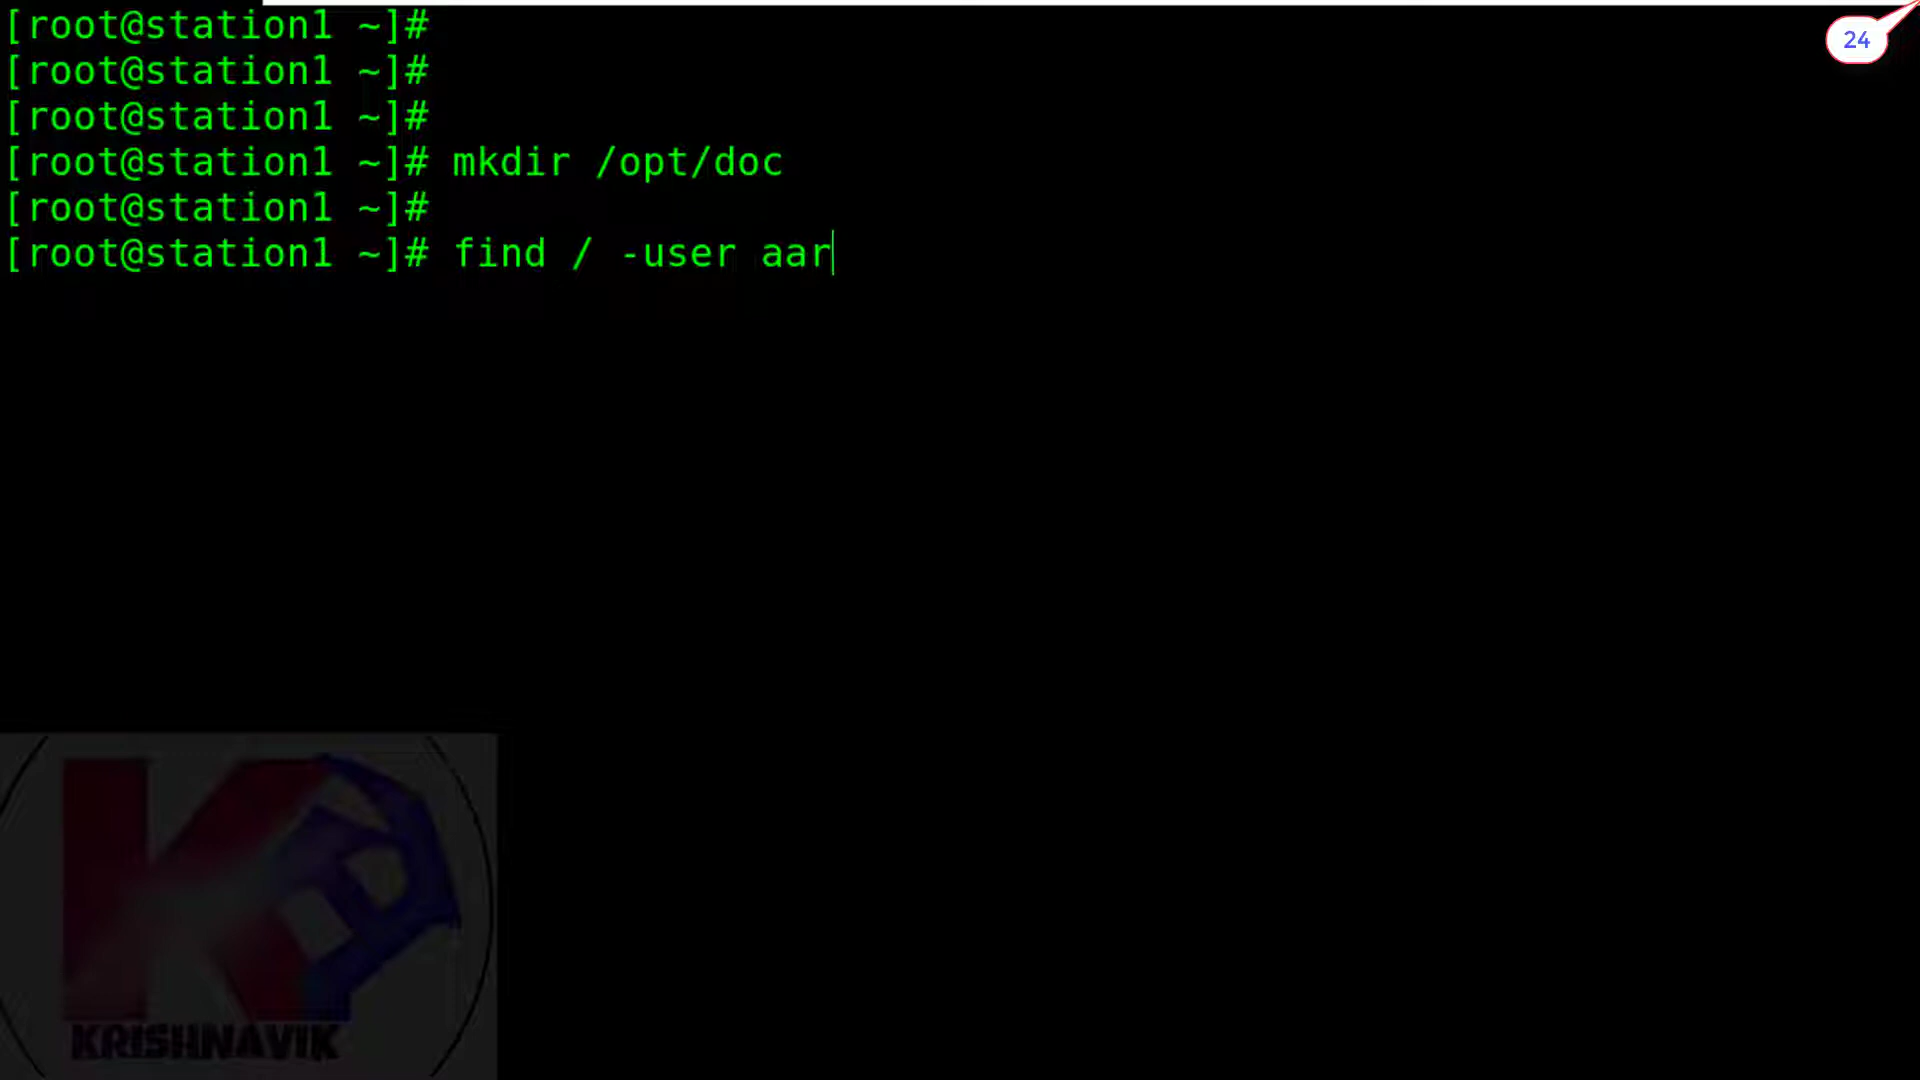 [root@station1 ~]#
[root@station1 ~]#
[root@station1 ~]#
[root@station1 ~]# mkdir /opt/doc
[root@station1 ~]#
[root@station1 ~]# find / -user aar
24
KRISHNAVIK